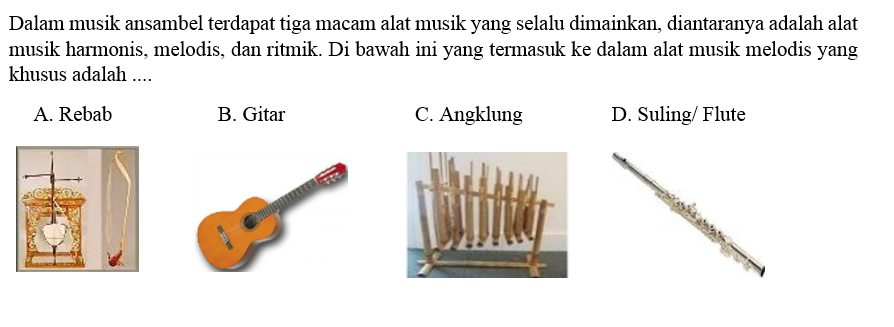 Dalam musik ansambel terdapat tiga macam alat musik yang selalu dimainkan, diantaranya adalah alat
musik harmonis, melodis, dan ritmik. Di bawah ini yang termasuk ke dalam alat musik melodis yang
khusus adalah ....
A. Rebab B. Gitar C. Angklung D. Suling/ Flute